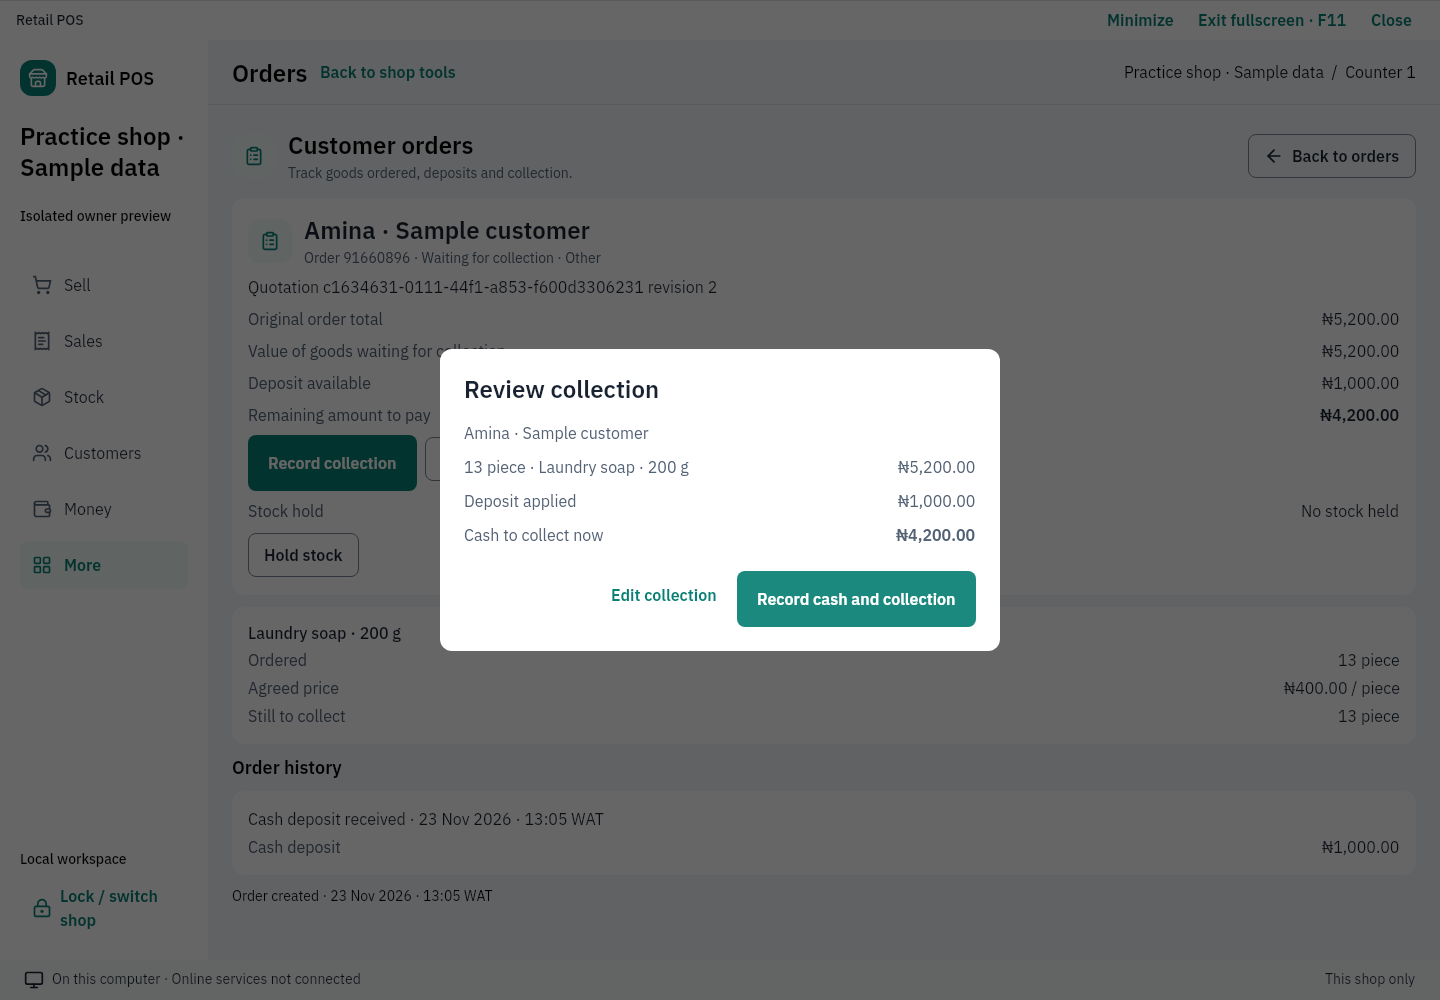 Retail POS
Minimize
Exit fullscreen · F11
Close
Retail POS
Practice shop ·
Sample data
Isolated owner preview
Sell
Sales
Stock
Customers
Money
More
Local workspace
Lock / switch
shop
Orders
Back to shop tools
Practice shop · Sample data / Counter 1
Customer orders
Track goods ordered, deposits and collection.
Back to orders
Amina · Sample customer
Order 91660896 · Waiting for collection · Other
Quotation c1634631-0111-44f1-a853-f600d3306231 revision 2
Original order total
₦5,200.00
Value of goods waiting for collection
₦5,200.00
Deposit available
₦1,000.00
Remaining amount to pay
₦4,200.00
Record collection
Stock hold
No stock held
Hold stock
Review collection
Amina · Sample customer
13 piece · Laundry soap · 200 g
₦5,200.00
Deposit applied
₦1,000.00
Cash to collect now
₦4,200.00
Edit collection
Record cash and collection
Laundry soap · 200 g
Ordered
13 piece
Agreed price
₦400.00 / piece
Still to collect
13 piece
Order history
Cash deposit received · 23 Nov 2026 · 13:05 WAT
Cash deposit
₦1,000.00
Order created · 23 Nov 2026 · 13:05 WAT
On this computer · Online services not connected
This shop only